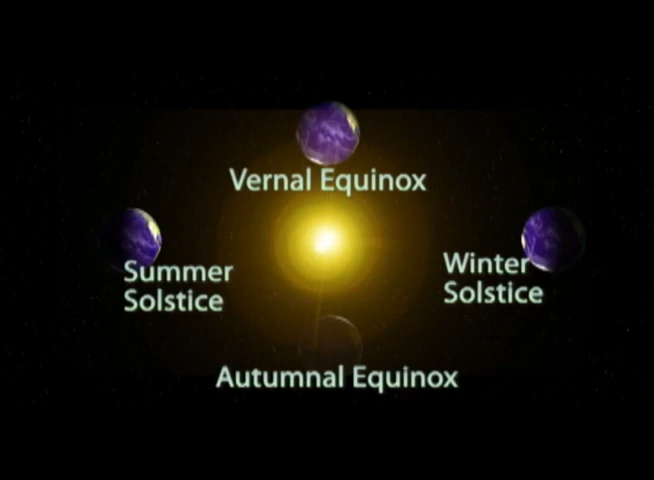 Vernal Equinox
Summer
Solstice
Winter
Solstice
Autumnal Equinox